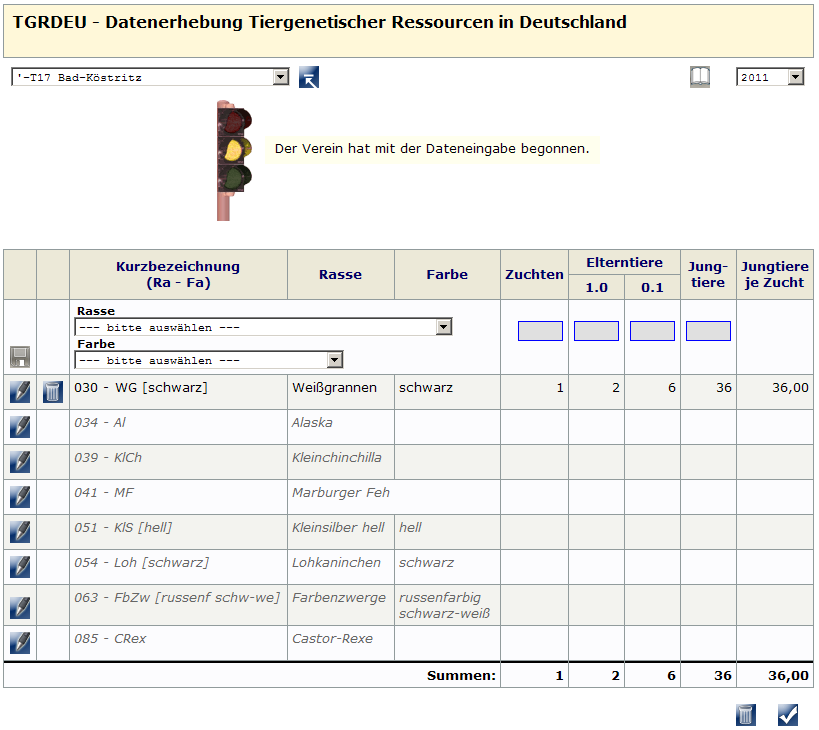 TGRDEU - Datenerhebung Tiergenetischer Ressourcen in Deutschland
'-T17 Bad-Köstritz
2011
Der Verein hat mit der Dateneingabe begonnen.
Kurzbezeichnung (Ra - Fa) Rasse Farbe Zuchten Elterntiere 1.0 0.1 Jung-tiere Jungtiere je Zucht
Rasse
--- bitte auswählen ---
Farbe
--- bitte auswählen ---
030 - WG [schwarz] Weißgrannen schwarz 1 2 6 36 36,00
034 - Al Alaska
039 - KlCh Kleinchinchilla
041 - MF Marburger Feh
051 - KlS [hell] Kleinsilber hell hell
054 - Loh [schwarz] Lohkaninchen schwarz
063 - FbZw [russenf schw-we] Farbenzwerge russenfarbig
schwarz-weiß
085 - CRex Castor-Rexe
Summen: 1 2 6 36 36,00